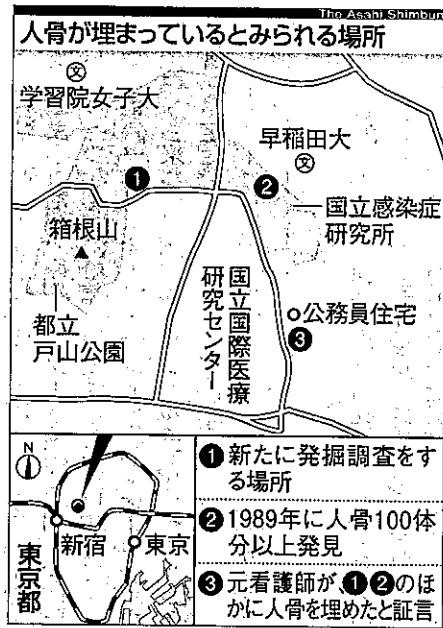 The Asahi Shimbun
人骨が埋まっているとみられる場所
文
学習院女子大
早稲田大
文
❶
❷
国立感染症
研究所
箱根山
都立
戸山公園
国立国際医療
研究センター
公務員住宅
❸
N
新宿
東京
東京都
❶ 新たに発掘調査をす
る場所
❷ 1989年に人骨100体
分以上発見
❸ 元看護師が、❶❷のほ
かに人骨を埋めたと証言